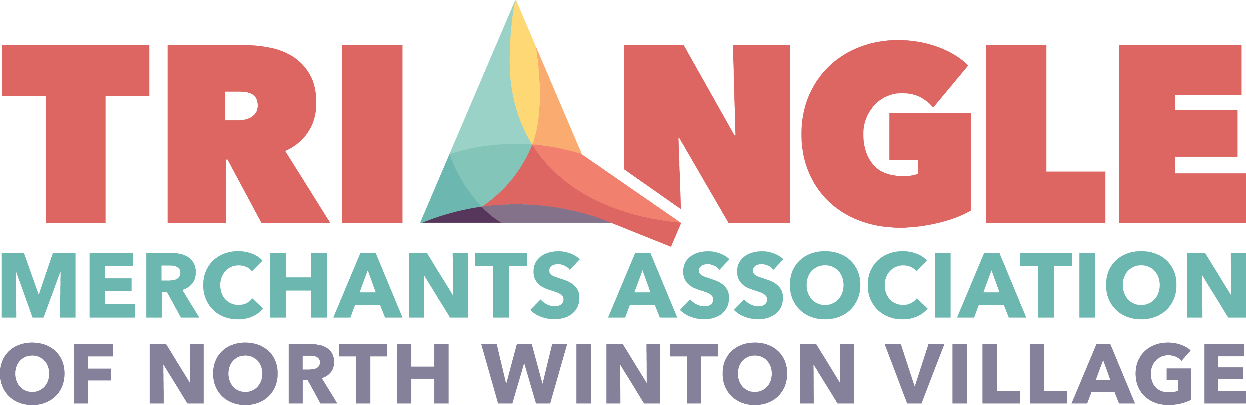 TRIANGLE
MERCHANTS ASSOCIATION
OF NORTH WINTON VILLAGE